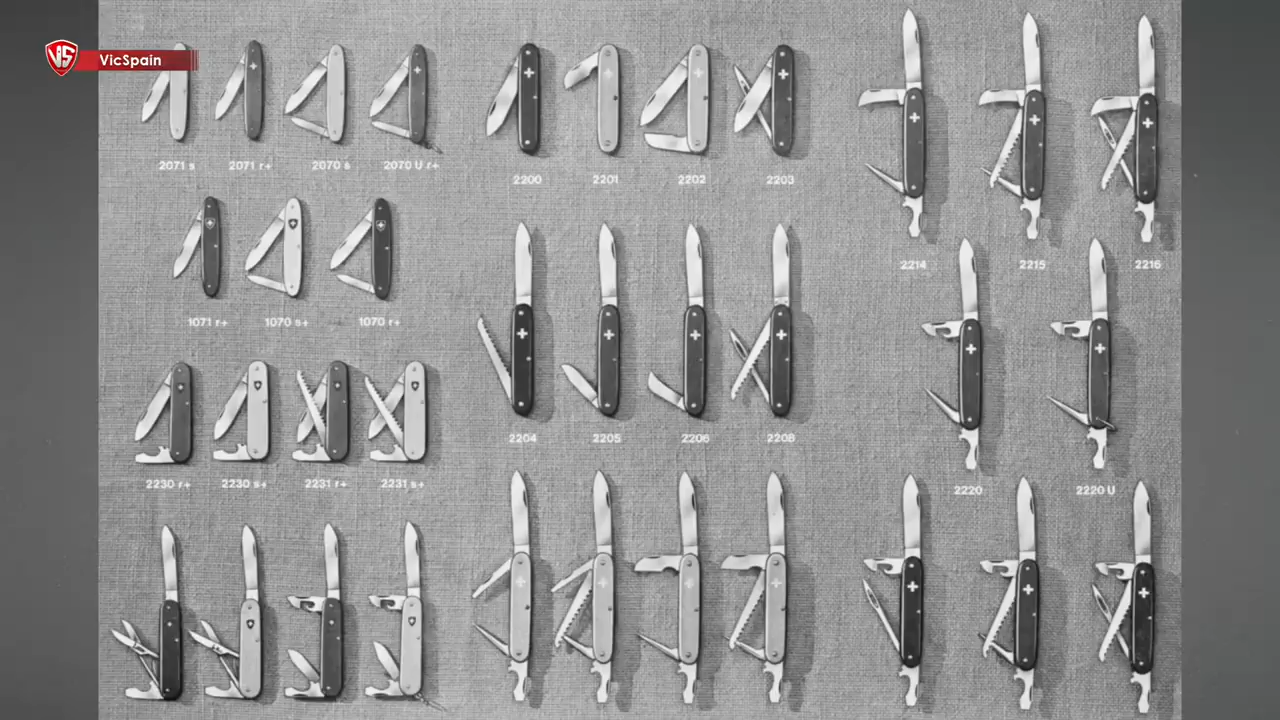 VS
VicSpain
2071 s
2071 r+
2070 s
2070 U r+
2200
2201
2202
2203
2214
2215
2216
1071 r+
1070 s+
1070 r+
2204
2205
2206
2208
2230 r+
2230 s+
2231 r+
2231 s+
2220
2220 U